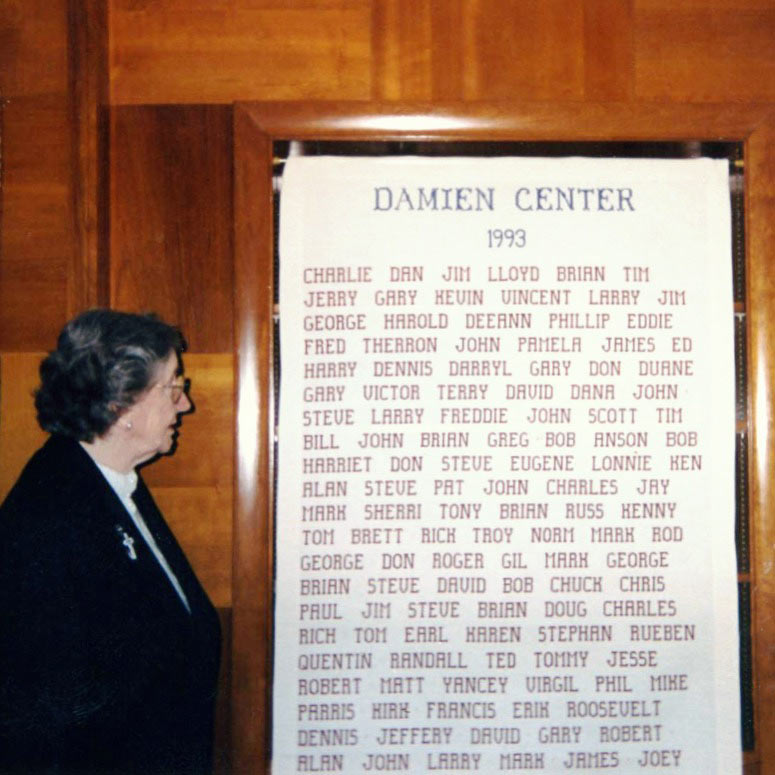 DAMIEN CENTER
1993
CHARLIE DAN JIM LLOYD BRIAN TIM
JERRY GARY KEVIN VINCENT LARRY JIM
GEORGE HAROLD DEEANN PHILLIP EDDIE
FRED THERRON JOHN PAMELA JAMES ED
HARRY DENNIS DARRYL GARY DON DUANE
GARY VICTOR TERRY DAVID DANA JOHN
STEVE LARRY FREDDIE JOHN SCOTT TIM
BILL JOHN BRIAN GREG BOB ANSON BOB
HARRIET DON STEVE EUGENE LONNIE KEN
ALAN STEVE PAT JOHN CHARLES JAY
MARK SHERRI TONY BRIAN RUSS KENNY
TOM BRETT RICK TROY NORM MARK ROD
GEORGE DON ROGER GIL MARK GEORGE
BRIAN STEVE DAVID BOB CHUCK CHRIS
PAUL JIM STEVE BRIAN DOUG CHARLES
RICH TOM EARL KAREN STEPHAN RUEBEN
QUENTIN RANDALL TED TOMMY JESSE
ROBERT MATT YANCEY VIRGIL PHIL MIKE
PARRIS KIRK FRANCIS ERIK ROOSEVELT
DENNIS JEFFERY DAVID GARY ROBERT
ALAN JOHN LARRY MARK JAMES JOEY